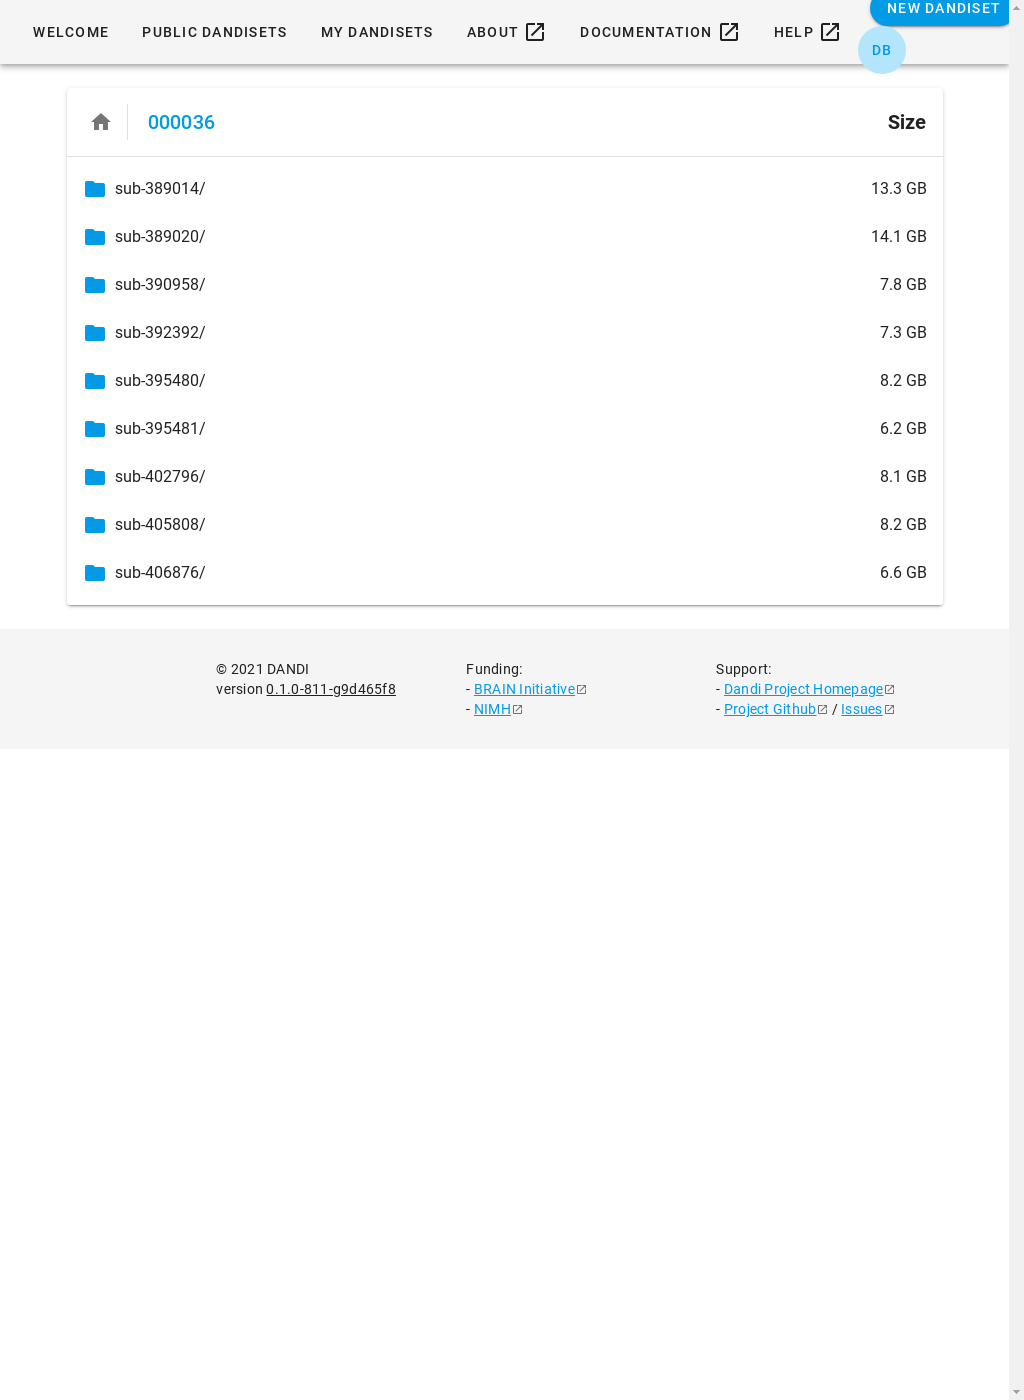 WELCOME PUBLIC DANDISETS MY DANDISETS ABOUT DOCUMENTATION HELP NEW DANDISET
DB
000036 Size
sub-389014/ 13.3 GB
sub-389020/ 14.1 GB
sub-390958/ 7.8 GB
sub-392392/ 7.3 GB
sub-395480/ 8.2 GB
sub-395481/ 6.2 GB
sub-402796/ 8.1 GB
sub-405808/ 8.2 GB
sub-406876/ 6.6 GB
© 2021 DANDI
version 0.1.0-811-g9d465f8
Funding:
- BRAIN Initiative
- NIMH
Support:
- Dandi Project Homepage
- Project Github / Issues